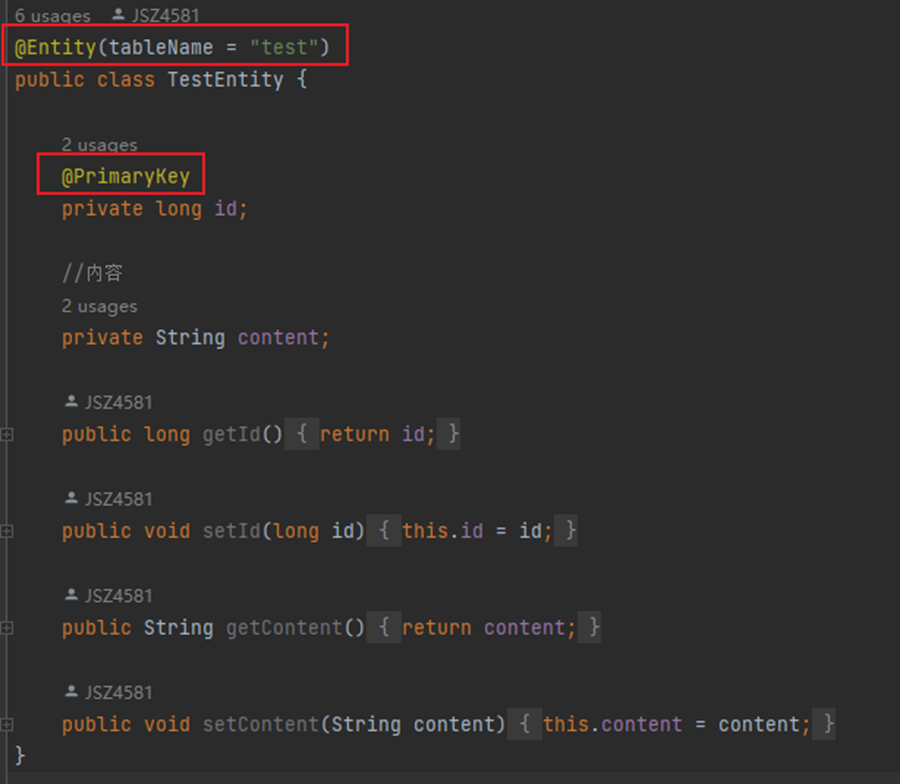 6 usages JSZ4581
@Entity(tableName = "test")
public class TestEntity {
2 usages
@PrimaryKey
private long id;
//内容
2 usages
private String content;
JSZ4581
public long getId() { return id; }
JSZ4581
public void setId(long id) { this.id = id; }
JSZ4581
public String getContent() { return content; }
JSZ4581
public void setContent(String content) { this.content = content; }
}